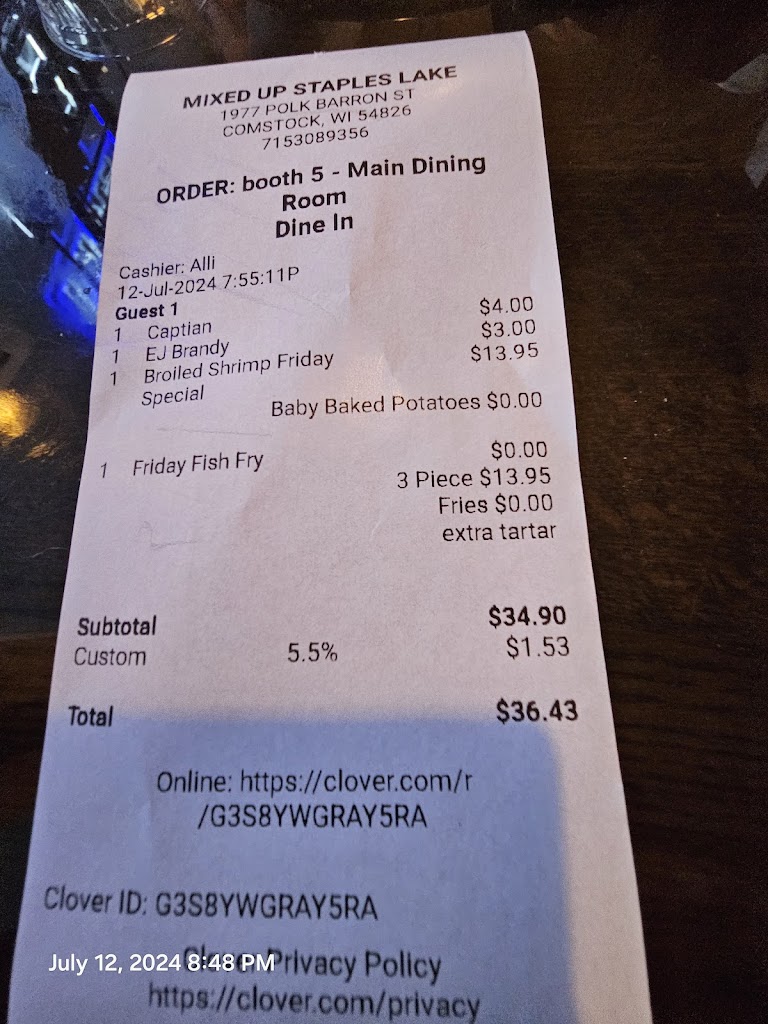 MIXED UP STAPLES LAKE
1977 POLK BARRON ST
COMSTOCK, WI 54826
7153089356
ORDER: booth 5 - Main Dining
Room
Dine In
Cashier: Alli
12-Jul-2024 7:55:11P
Guest 1
1 Captian $4.00
1 EJ Brandy $3.00
1 Broiled Shrimp Friday $13.95
Special
Baby Baked Potatoes $0.00
1 Friday Fish Fry $0.00
3 Piece $13.95
Fries $0.00
extra tartar
Subtotal $34.90
Custom 5.5% $1.53
Total $36.43
Online: https://clover.com/r
/G3S8YWGRAY5RA
Clover ID: G3S8YWGRAY5RA
Clover Privacy Policy
July 12, 2024 8:48 PM
https://clover.com/privacy